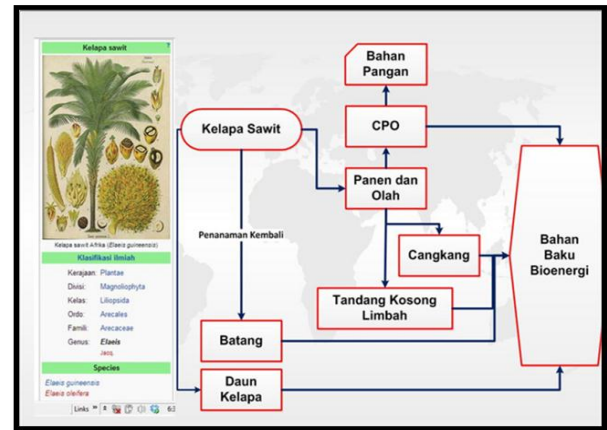 Kelapa sawit
Kelapa sawit Afrika (Elaeis guineensis)
Klasifikasi ilmiah
Kerajaan: Plantae
Divisi: Magnoliophyta
Kelas: Liliopsida
Ordo: Arecales
Famili: Arecaceae
Genus: Elaeis
Jacq.
Species
Elaeis guineensis
Elaeis oleifera
Links
Kelapa Sawit
Penanaman Kembali
Bahan
Pangan
CPO
Panen dan
Olah
Cangkang
Tandang Kosong
Limbah
Batang
Daun
Kelapa
Bahan
Baku
Bioenergi